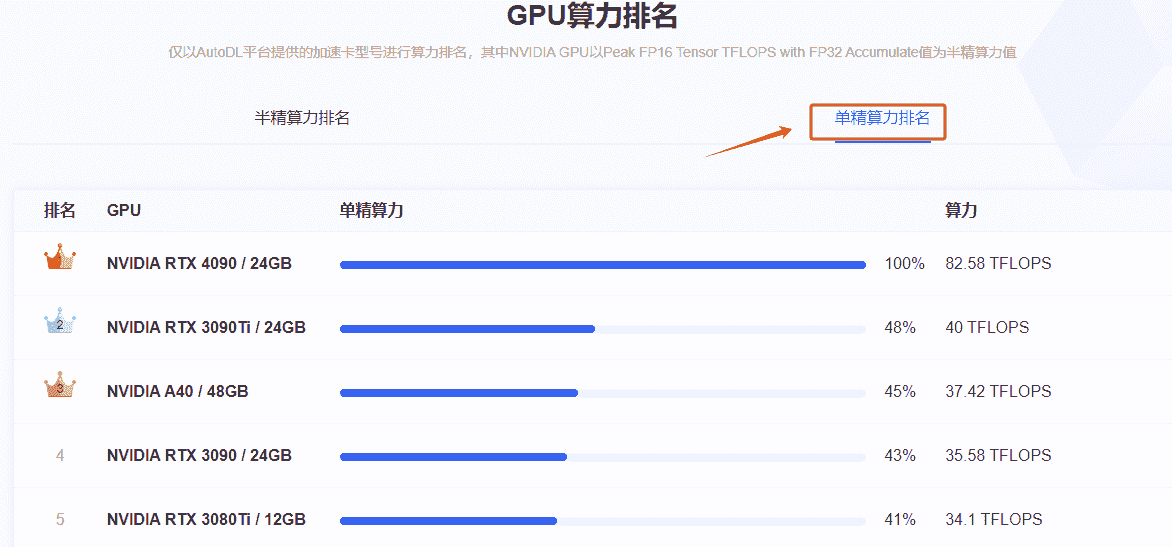 GPU算力排名
仅以AutoDL平台提供的加速卡型号进行算力排名，其中NVIDIA GPU以Peak FP16 Tensor TFLOPS with FP32 Accumulate值为半精算力值
半精算力排名 单精算力排名
排名 GPU 单精算力 算力
NVIDIA RTX 4090 / 24GB 100% 82.58 TFLOPS
2 NVIDIA RTX 3090Ti / 24GB 48% 40 TFLOPS
3 NVIDIA A40 / 48GB 45% 37.42 TFLOPS
4 NVIDIA RTX 3090 / 24GB 43% 35.58 TFLOPS
5 NVIDIA RTX 3080Ti / 12GB 41% 34.1 TFLOPS